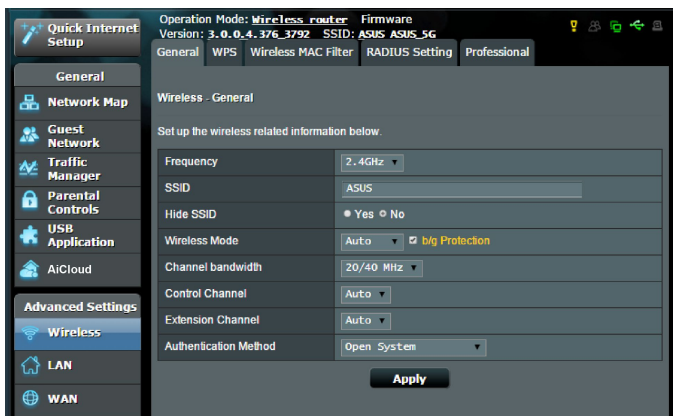 Quick Internet
Setup
Operation Mode: Wireless router Firmware
Version: 3.0.0.4.376_3792 SSID: ASUS ASUS_5G
General WPS Wireless MAC Filter RADIUS Setting Professional
General
Network Map
Guest
Network
Traffic
Manager
Parental
Controls
USB
Application
AiCloud
Advanced Settings
Wireless
LAN
WAN
Wireless - General
Set up the wireless related information below.
Frequency 2.4GHz
SSID ASUS
Hide SSID Yes No
Wireless Mode Auto b/g Protection
Channel bandwidth 20/40 MHz
Control Channel Auto
Extension Channel Auto
Authentication Method Open System
Apply